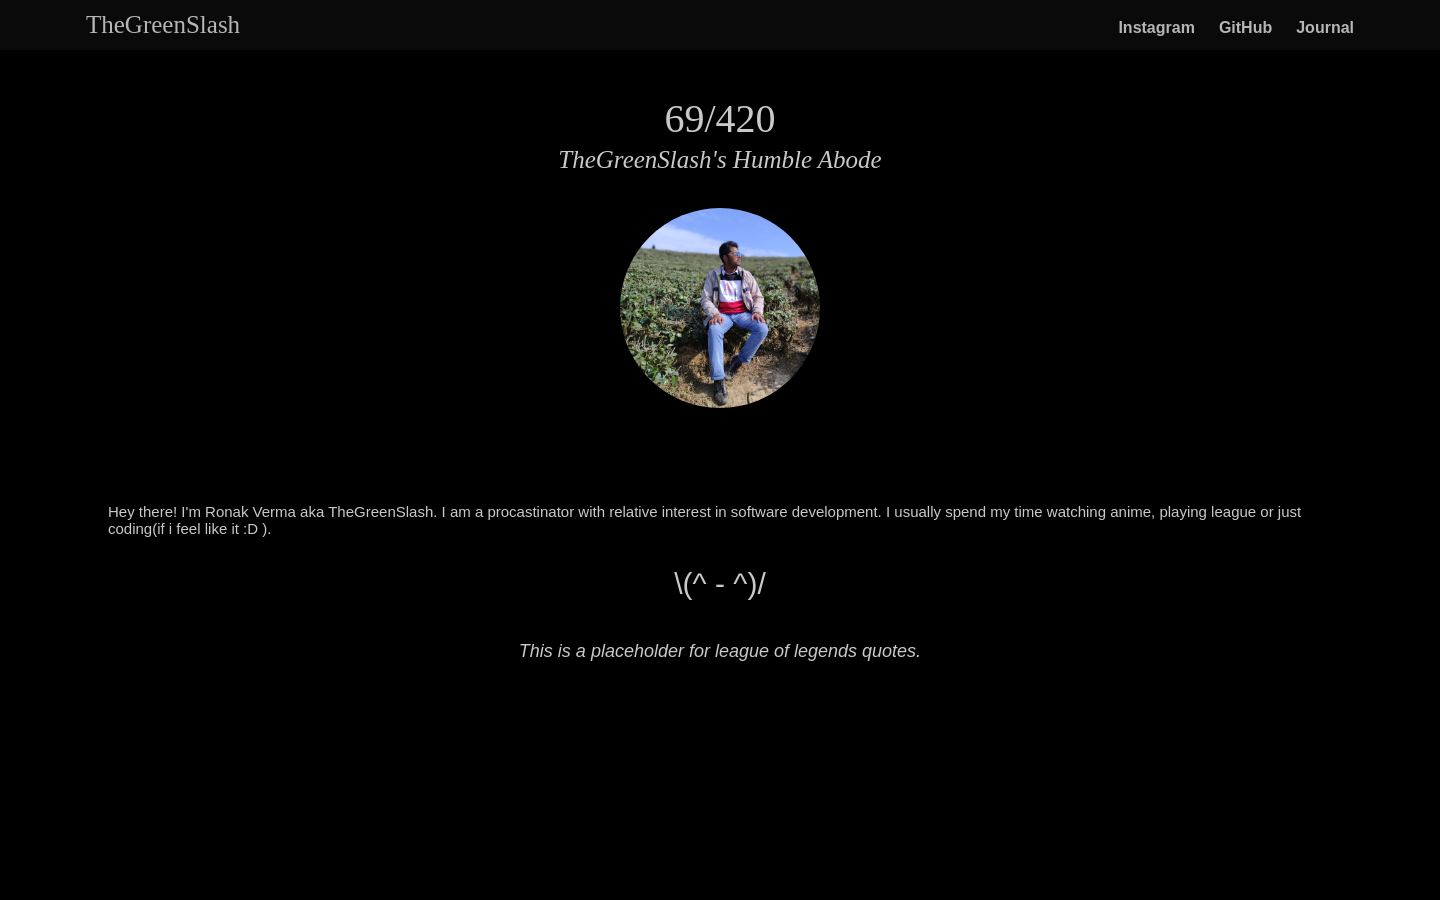 TheGreenSlash
Instagram GitHub Journal
69/420
TheGreenSlash's Humble Abode
Hey there! I'm Ronak Verma aka TheGreenSlash. I am a procastinator with relative interest in software development. I usually spend my time watching anime, playing league or just
coding(if i feel like it :D ).
\(^ - ^)/
This is a placeholder for league of legends quotes.